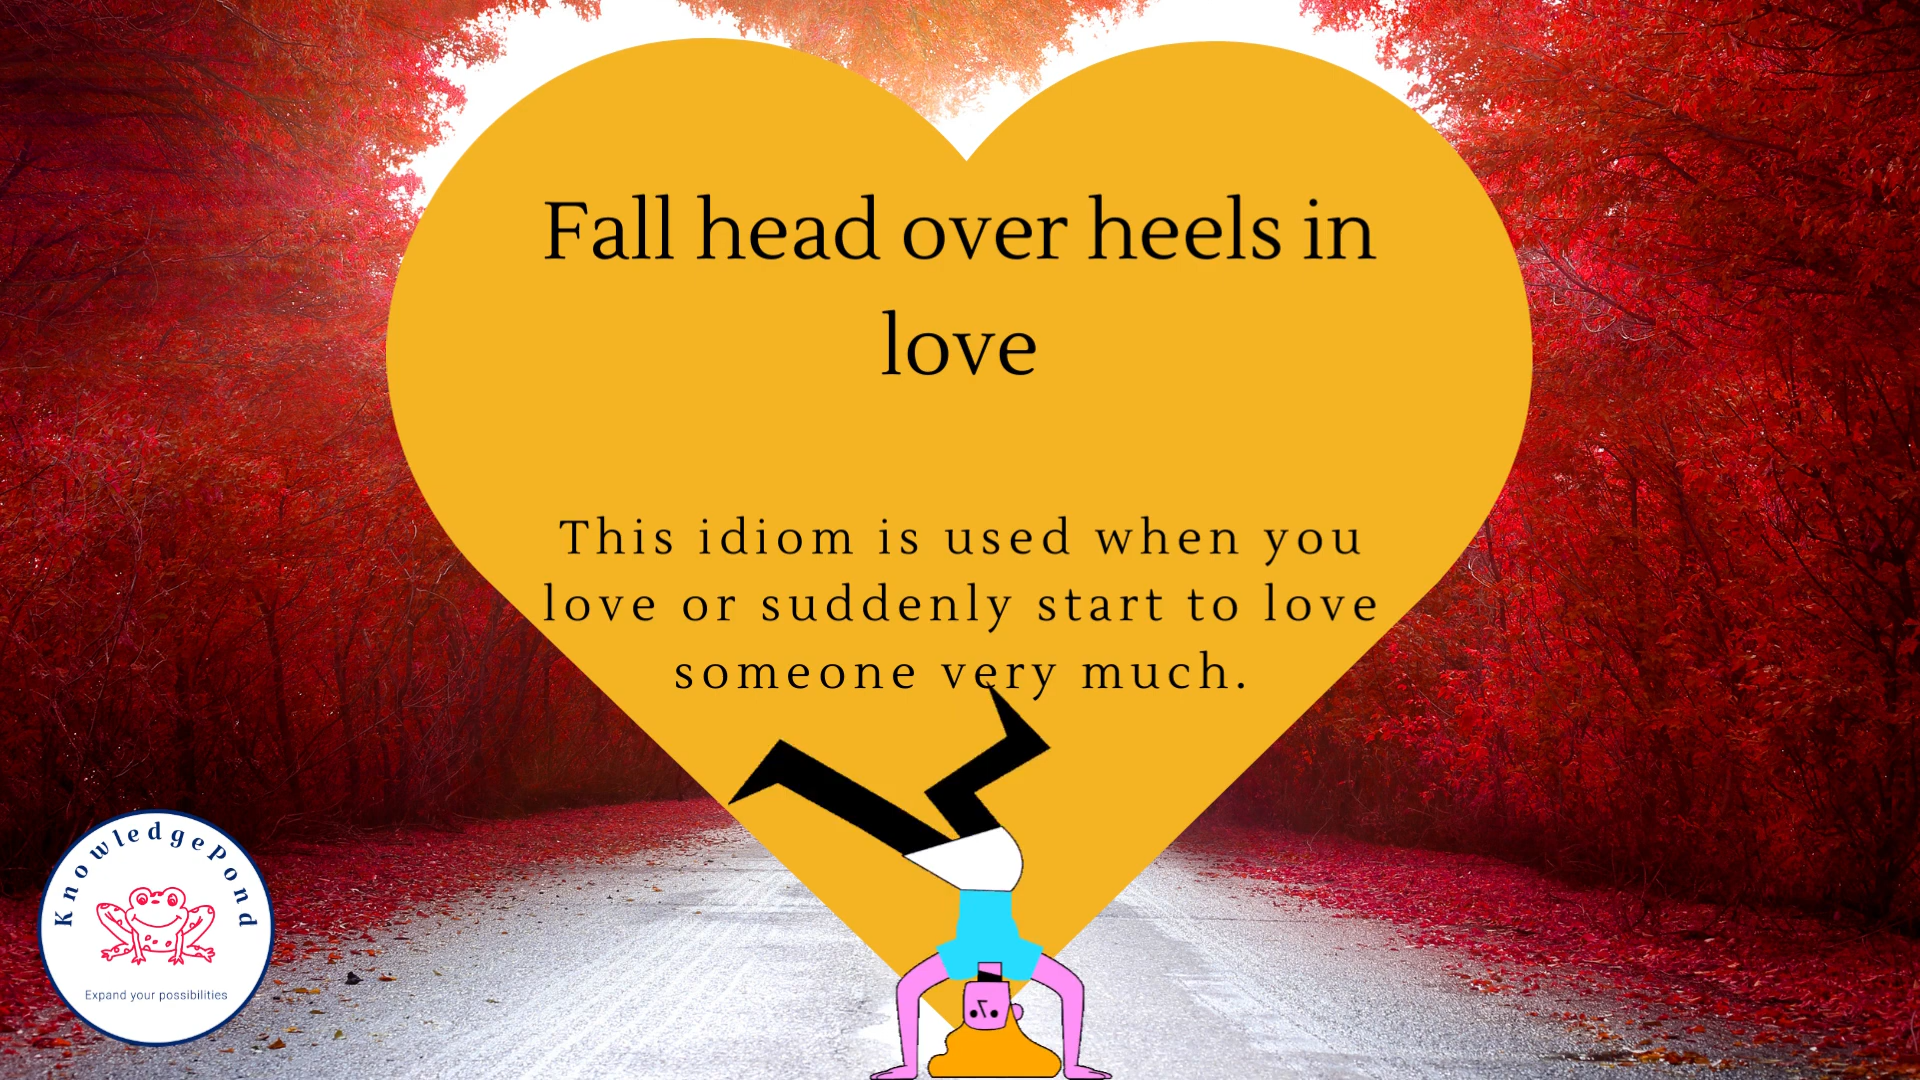 Fall head over heels in
love
This idiom is used when you
love or suddenly start to love
someone very much.
KnowledgePond
Expand your possibilities